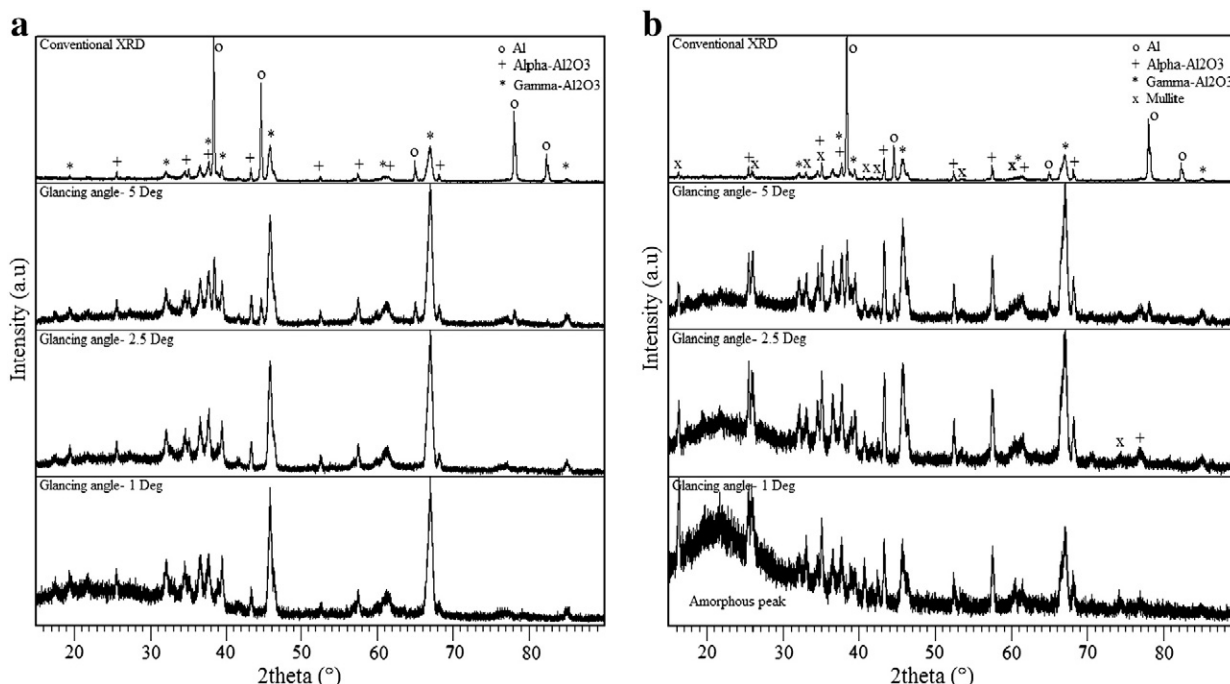 a
Conventional XRD
o Al
+ Alpha-Al2O3
* Gamma-Al2O3
Glancing angle- 5 Deg
Glancing angle- 2.5 Deg
Glancing angle- 1 Deg
Intensity (a.u)
20 30 40 50 60 70 80
2theta (°)
b
Conventional XRD
o Al
+ Alpha-Al2O3
* Gamma-Al2O3
x Mullite
Glancing angle- 5 Deg
Glancing angle- 2.5 Deg
Glancing angle- 1 Deg
Amorphous peak
Intensity (a.u)
20 30 40 50 60 70 80
2theta (°)